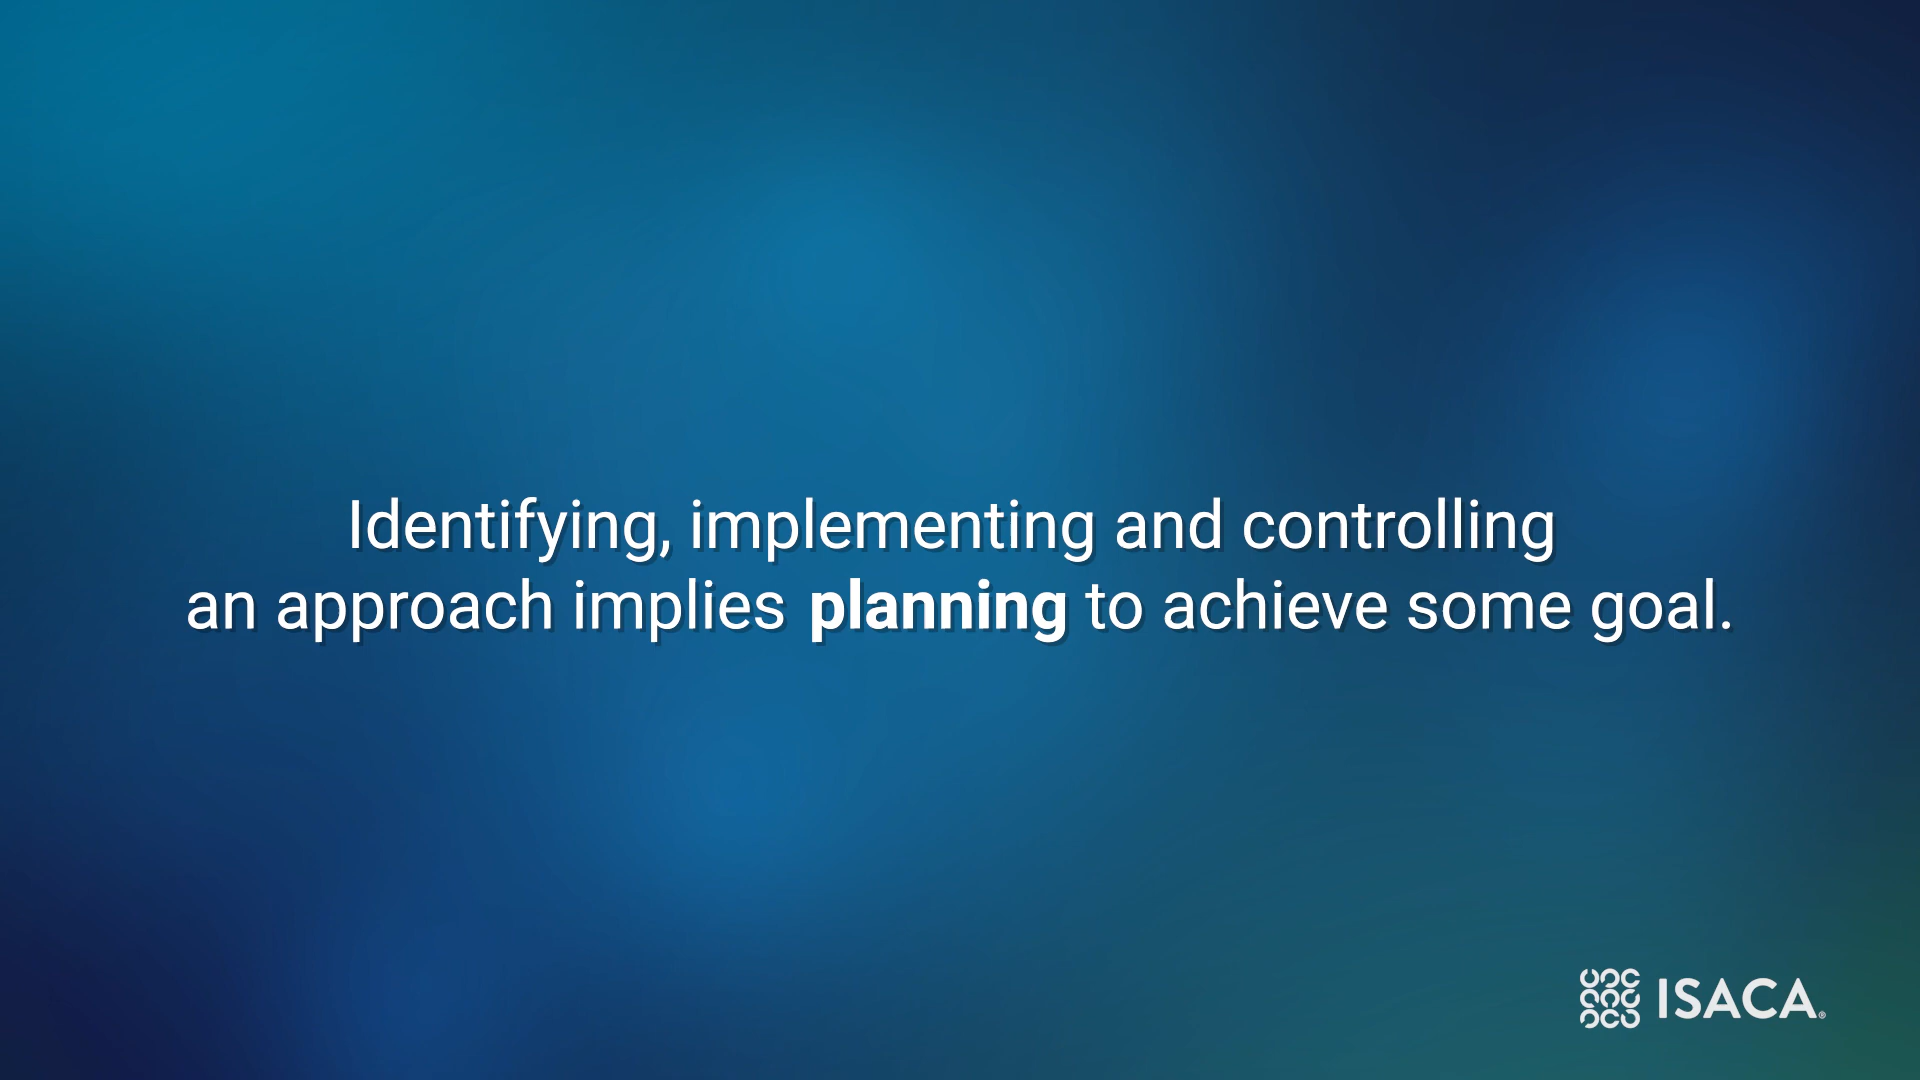 Identifying, implementing and controlling
an approach implies planning to achieve some goal.
ISACA®